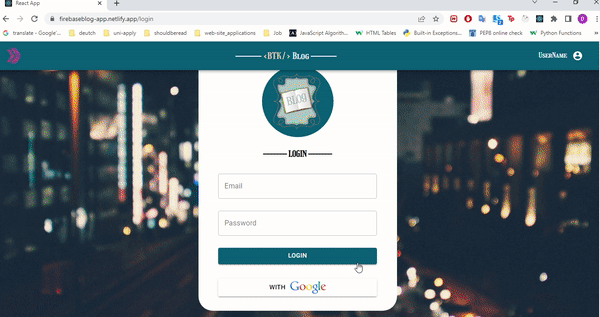 React App
firebaseblog-app.netlify.app/login
translate - Google'...
deutch
uni-apply
shouldberead
web-site_applications
Job
JavaScript Algorith...
HTML Tables
Built-in Exceptions...
PEP8 online check
Python Functions
<BTK/> Blog
UserName
BLOG
LOGIN
Email
Password
LOGIN
WITH Google